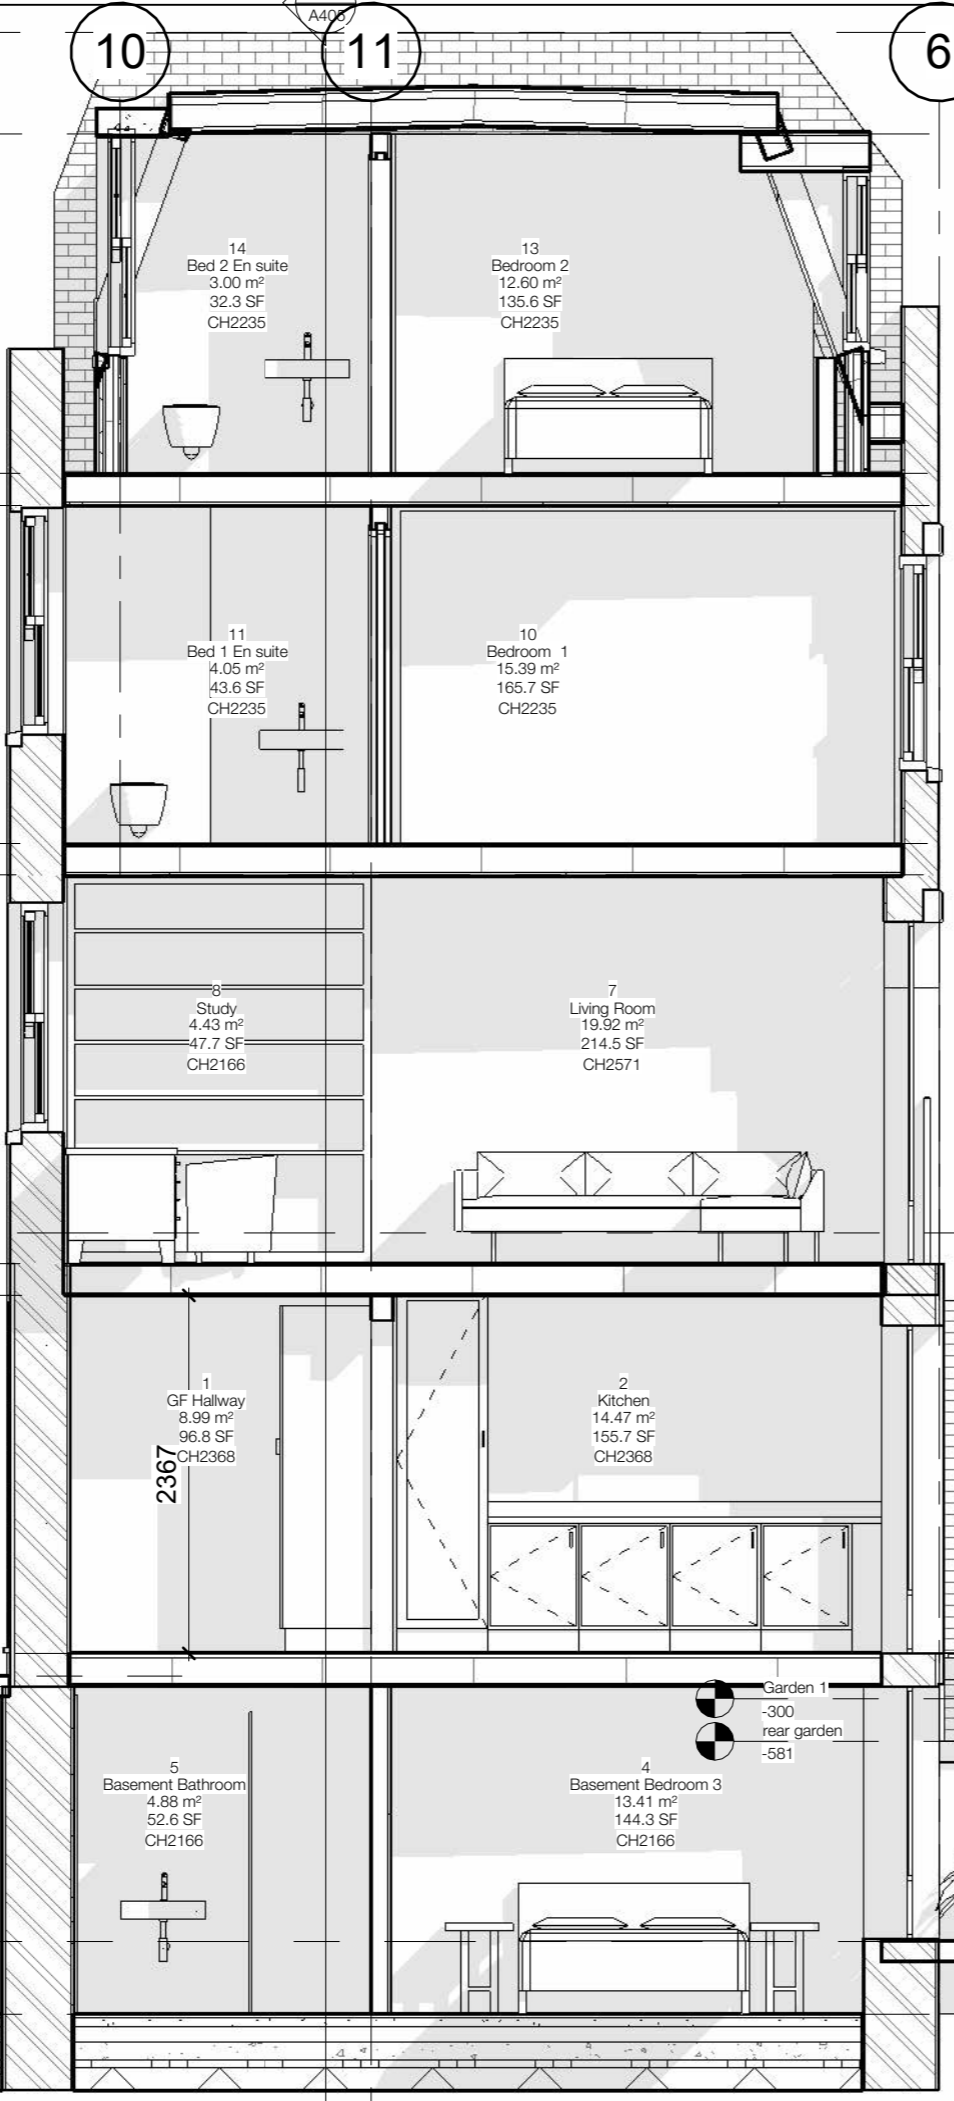 A405
10
11
6
14
Bed 2 En suite
3.00 m²
32.3 SF
CH2235
13
Bedroom 2
12.60 m²
135.6 SF
CH2235
11
Bed 1 En suite
4.05 m²
43.6 SF
CH2235
10
Bedroom 1
15.39 m²
165.7 SF
CH2235
8
Study
4.43 m²
47.7 SF
CH2166
7
Living Room
19.92 m²
214.5 SF
CH2571
1
GF Hallway
8.99 m²
96.8 SF
CH2368
2367
2
Kitchen
14.47 m²
155.7 SF
CH2368
Garden 1
-300
rear garden
-581
5
Basement Bathroom
4.88 m²
52.6 SF
CH2166
4
Basement Bedroom 3
13.41 m²
144.3 SF
CH2166